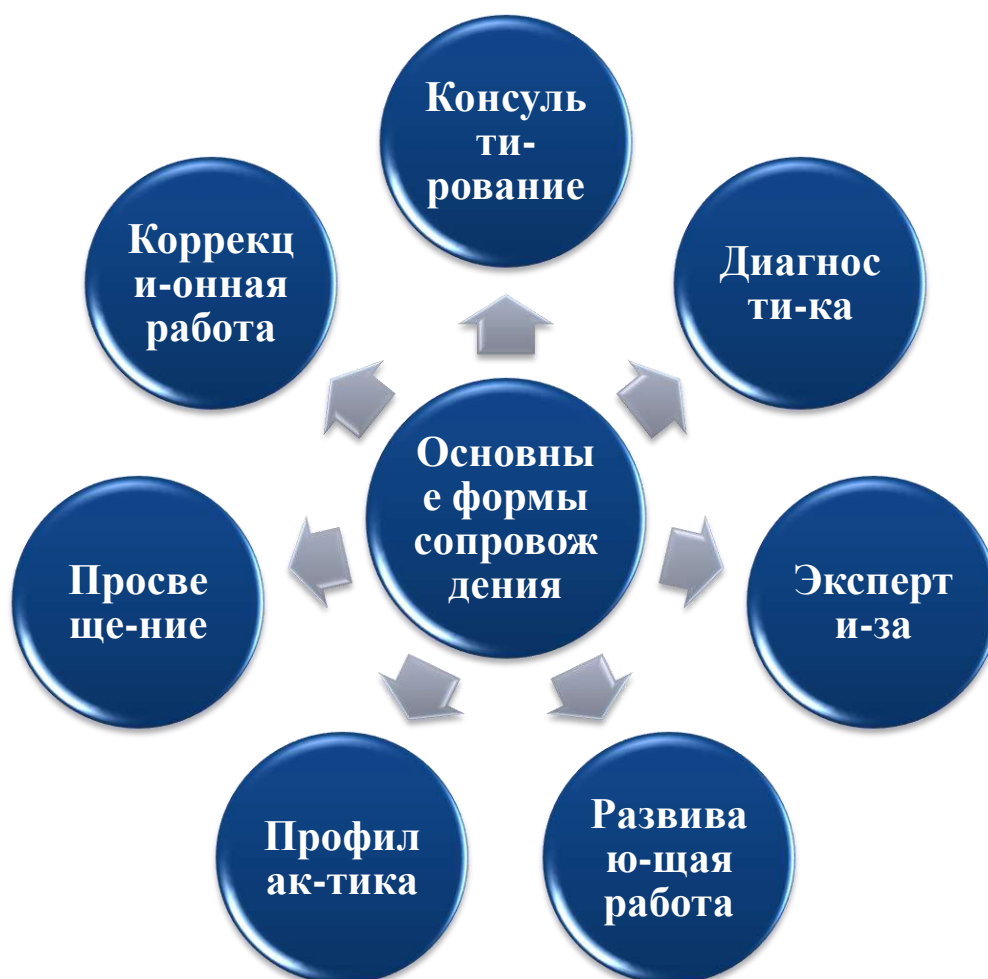 Консуль
ти-
рование
Диагнос
ти-ка
Эксперт
и-за
Развива
ю-щая
работа
Профил
ак-тика
Просве
ще-ние
Коррекц
и-онная
работа
Основны
е формы
сопровож
дения